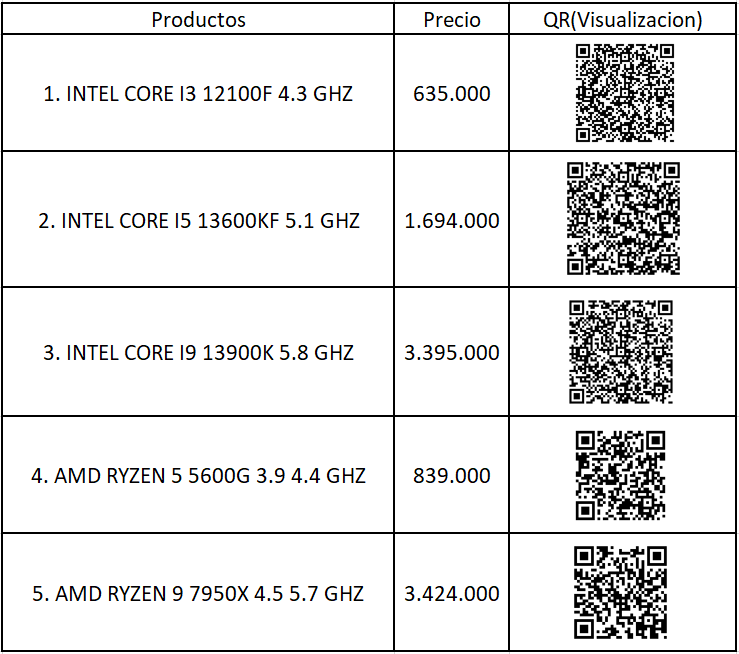 Productos Precio QR(Visualizacion)
1. INTEL CORE I3 12100F 4.3 GHZ 635.000
2. INTEL CORE I5 13600KF 5.1 GHZ 1.694.000
3. INTEL CORE I9 13900K 5.8 GHZ 3.395.000
4. AMD RYZEN 5 5600G 3.9 4.4 GHZ 839.000
5. AMD RYZEN 9 7950X 4.5 5.7 GHZ 3.424.000